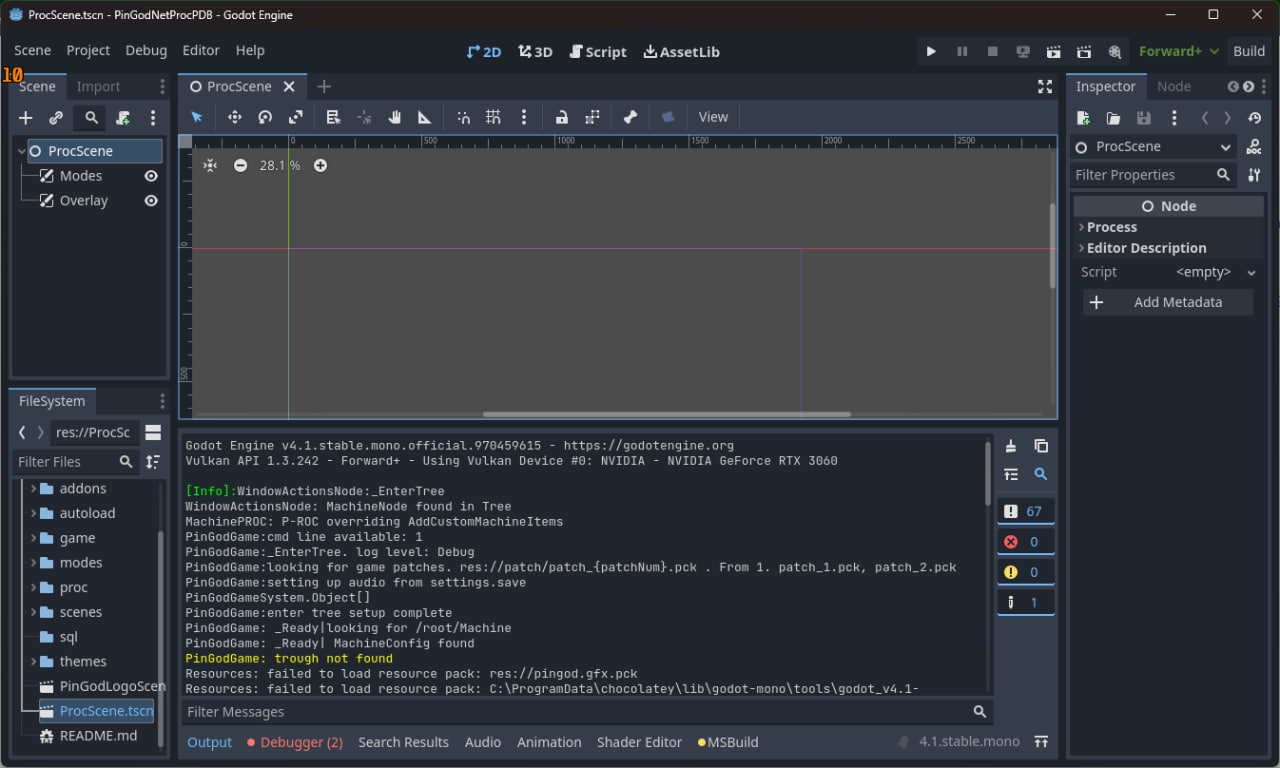 ProcScene.tscn - PinGodNetProcPDB - Godot Engine
Scene Project Debug Editor Help
2D 3D Script AssetLib
Forward+ Build
10
Scene Import
ProcScene
Inspector Node
View
0 500 1000 1500 2000 2500
0
500
28.1 %
ProcScene
Modes
Overlay
ProcScene
DOC
Filter Properties
Node
Process
Editor Description
Script <empty>
Add Metadata
FileSystem
res://ProcSc
Filter Files
addons
autoload
game
modes
proc
scenes
sql
themes
PinGodLogoScen
ProcScene.tscn
README.md
Godot Engine v4.1.stable.mono.official.970459615 - https://godotengine.org
Vulkan API 1.3.242 - Forward+ - Using Vulkan Device #0: NVIDIA - NVIDIA GeForce RTX 3060
[Info]:WindowActionsNode:_EnterTree
WindowActionsNode: MachineNode found in Tree
MachinePROC: P-ROC overriding AddCustomMachineItems
PinGodGame:cmd line available: 1
PinGodGame:_EnterTree. log level: Debug
PinGodGame:looking for game patches. res://patch/patch_{patchNum}.pck . From 1. patch_1.pck, patch_2.pck
PinGodGame:setting up audio from settings.save
PinGodGameSystem.Object[]
PinGodGame:enter tree setup complete
PinGodGame: _Ready|looking for /root/Machine
PinGodGame: _Ready| MachineConfig found
PinGodGame: trough not found
Resources: failed to load resource pack: res://pingod.gfx.pck
Resources: failed to load resource pack: C:\ProgramData\chocolatey\lib\godot-mono\tools\godot_v4.1-
67
0
0
1
Filter Messages
Output Debugger (2) Search Results Audio Animation Shader Editor MSBuild
4.1.stable.mono